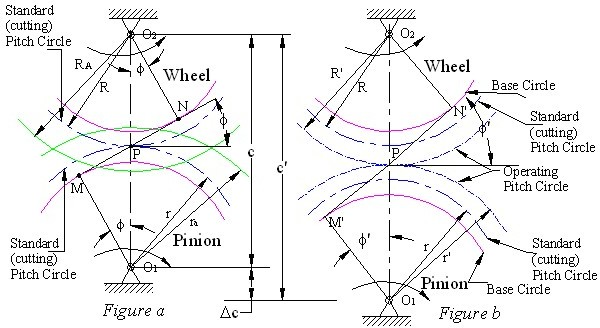 Standard
(cutting)
Pitch Circle
O2
RA
R
ϕ
Wheel
N
ϕ
P
M
ϕ
r
rA
Pinion
Standard
(cutting)
Pitch Circle
O1
Figure a
c
c'
Δc
O2
R'
R
Wheel
Base Circle
N'
Standard
(cutting)
Pitch Circle
ϕ'
P
Operating
Pitch Circle
M'
ϕ'
r
r'
Standard
(cutting)
Pitch Circle
Pinion
Base Circle
O1
Figure b